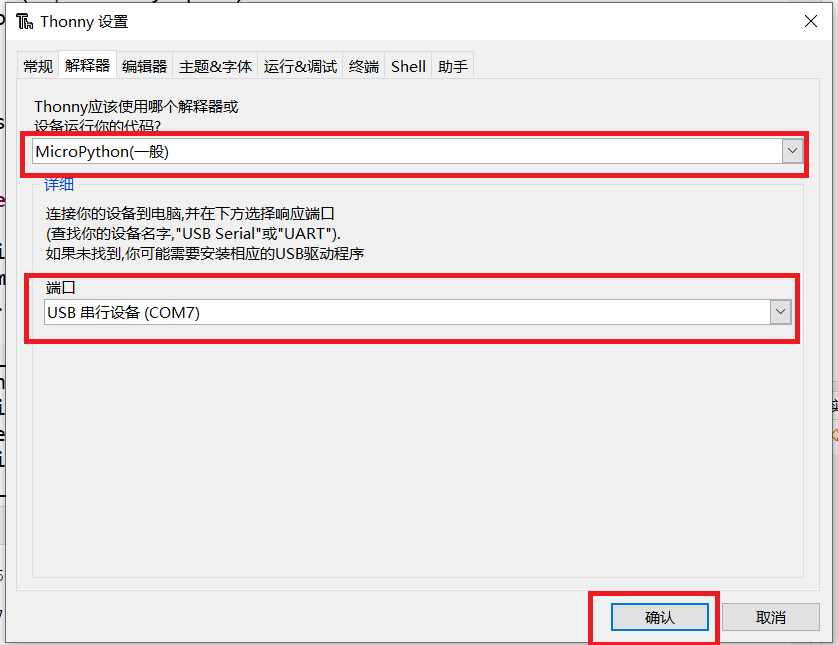 Thonny 设置
常规 解释器 编辑器 主题&字体 运行&调试 终端 Shell 助手
Thonny应该使用哪个解释器或
设备运行你的代码?
MicroPython(一般)
详细
连接你的设备到电脑,并在下方选择响应端口
(查找你的设备名字,"USB Serial"或"UART").
如果未找到,你可能需要安装相应的USB驱动程序
端口
USB 串行设备 (COM7)
确认 取消